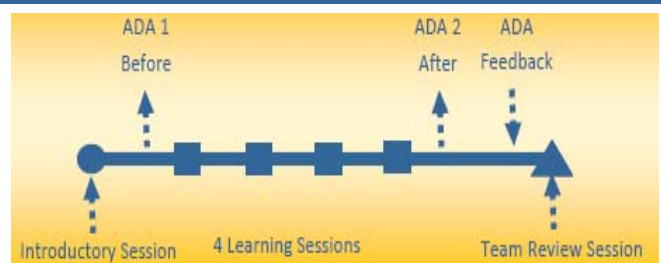 ADA 1
Before
ADA 2
After
ADA
Feedback
Introductory Session
4 Learning Sessions
Team Review Session